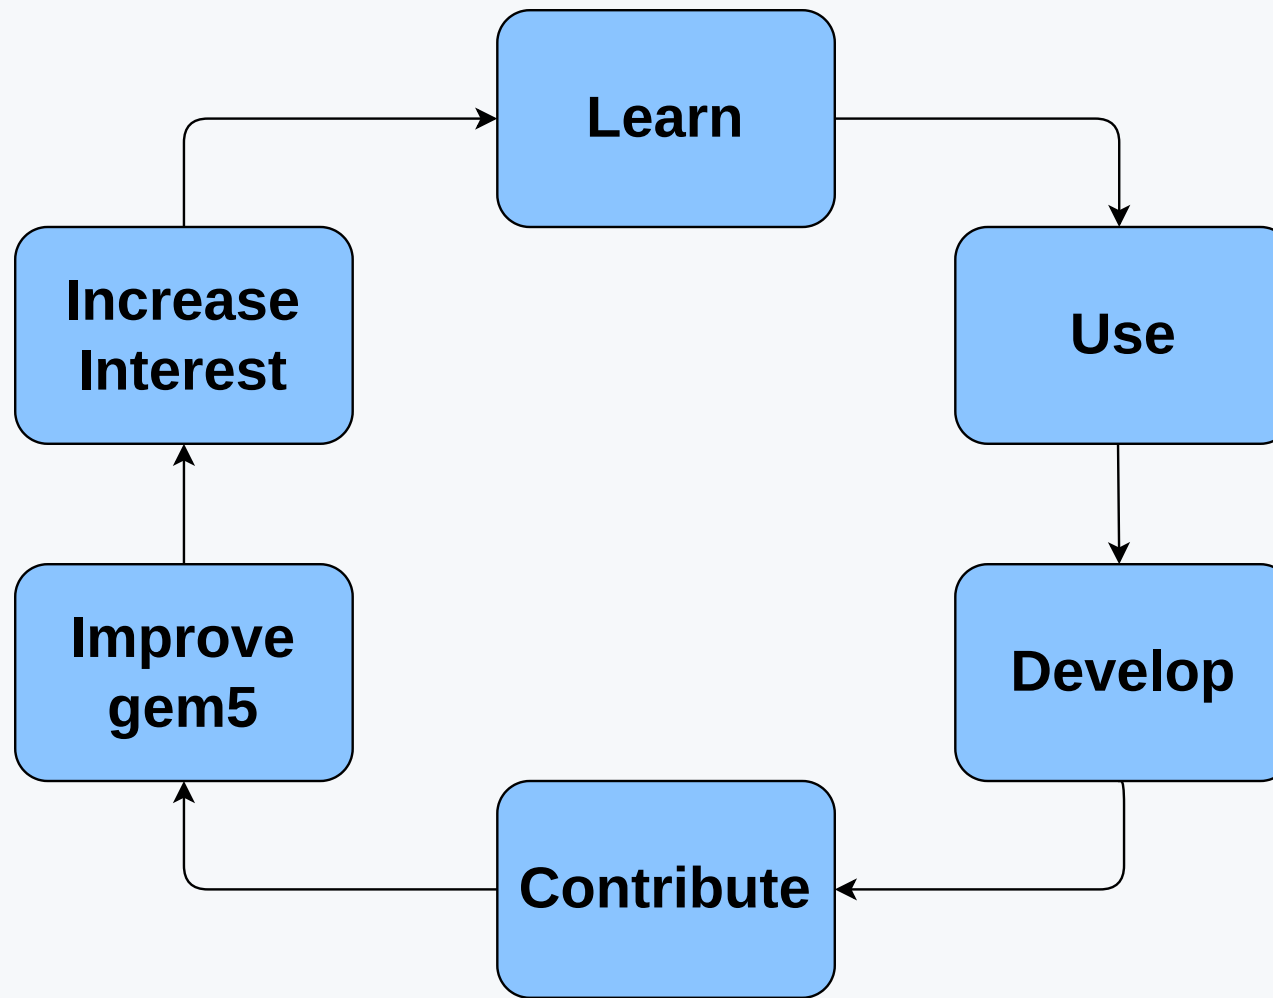 Learn
Use
Develop
Contribute
Improve
gem5
Increase
Interest